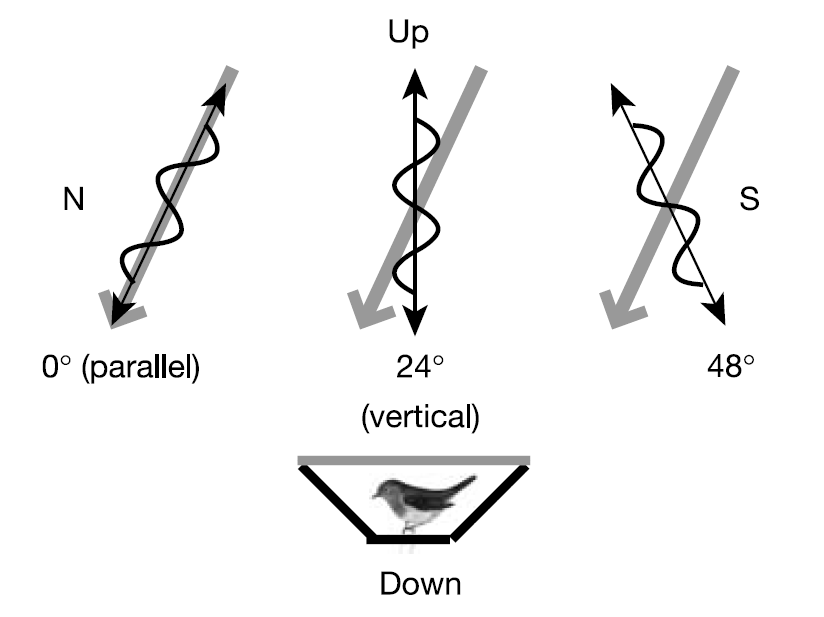 Up
N
S
0° (parallel)
24°
48°
(vertical)
Down